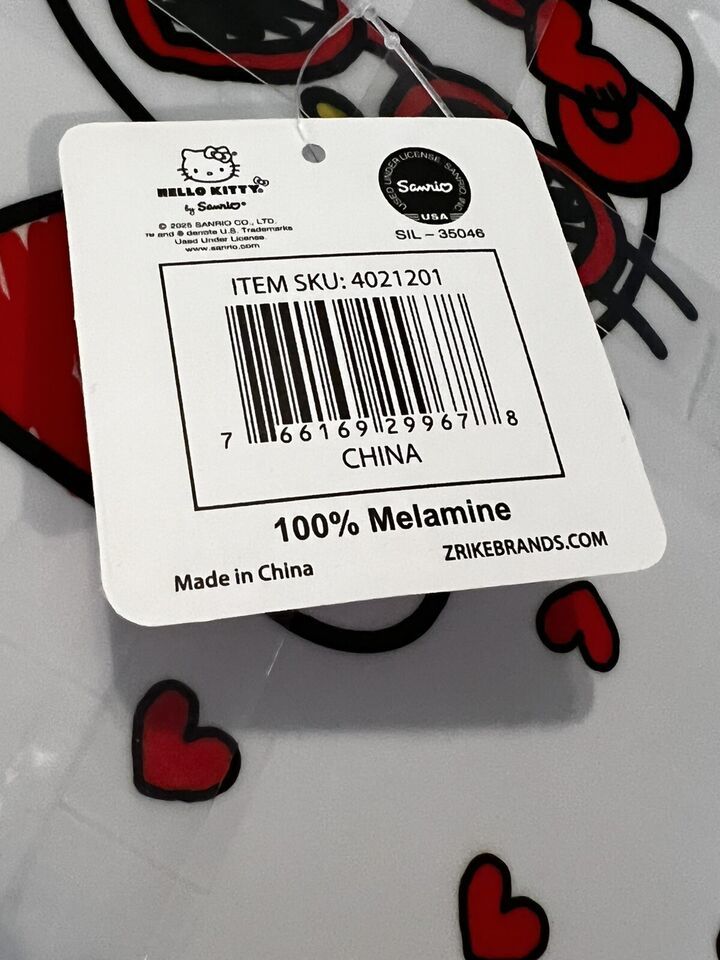 HELLO KITTY®
by Sanrio®
© 2025 SANRIO CO., LTD.
TM and ® denote U.S. Trademarks
Used Under License.
www.sanrio.com
USED UNDER LICENSE SANRIO INC
Sanrio
USA
SIL – 35046
ITEM SKU: 4021201
7 66169 29967 8
CHINA
100% Melamine
Made in China
ZRIKEBRANDS.COM